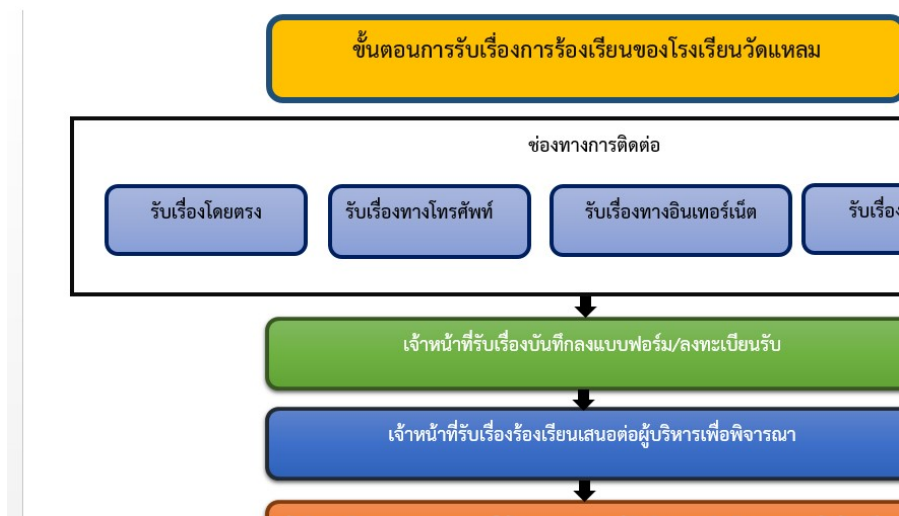 ขั้นตอนการรับเรื่องการร้องเรียนของโรงเรียนวัดแหลม
ช่องทางการติดต่อ
รับเรื่องโดยตรง
รับเรื่องทางโทรศัพท์
รับเรื่องทางอินเทอร์เน็ต
รับเรื่อง
เจ้าหน้าที่รับเรื่องบันทึกลงแบบฟอร์ม/ลงทะเบียนรับ
เจ้าหน้าที่รับเรื่องร้องเรียนเสนอต่อผู้บริหารเพื่อพิจารณา